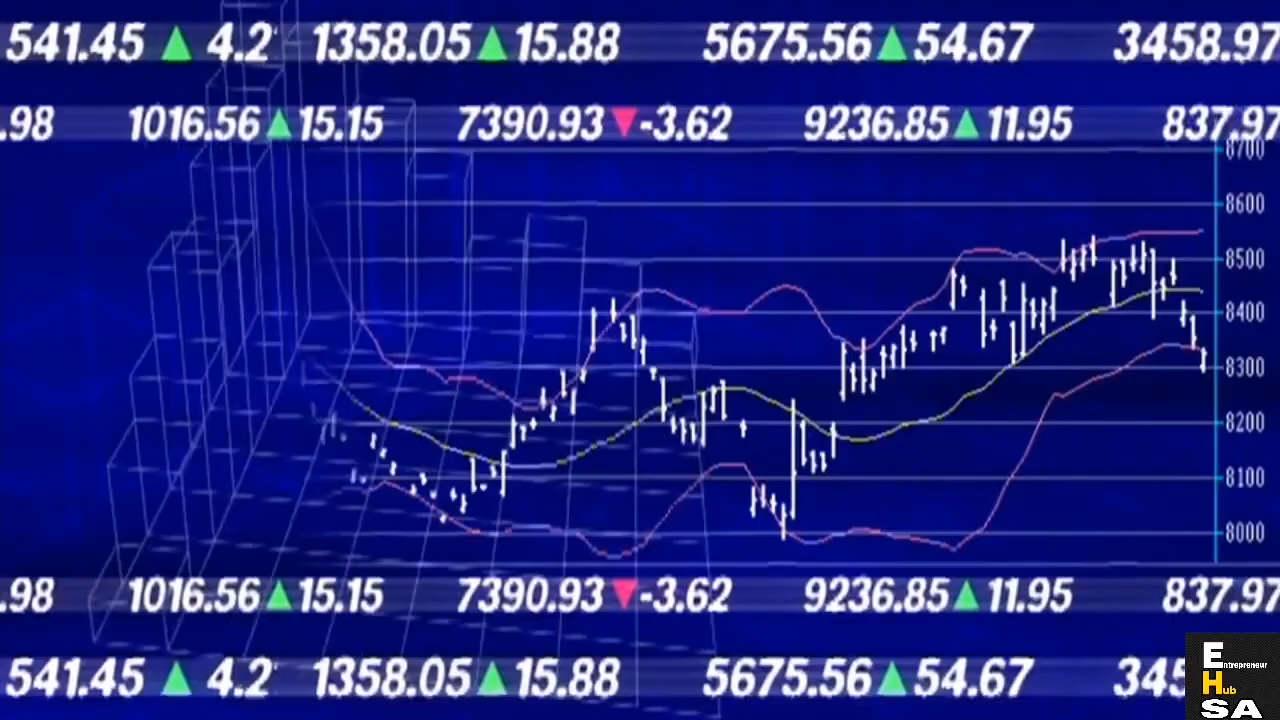 541.45 ▲ 4.2 1358.05 ▲ 15.88 5675.56 ▲ 54.67 3458.97
.98 1016.56 ▲ 15.15 7390.93 ▼ -3.62 9236.85 ▲ 11.95 837.97
8700
8600
8500
8400
8300
8200
8100
8000
.98 1016.56 ▲ 15.15 7390.93 ▼ -3.62 9236.85 ▲ 11.95 837.97
541.45 ▲ 4.2 1358.05 ▲ 15.88 5675.56 ▲ 54.67 345
Entrepreneur
Hub
SA